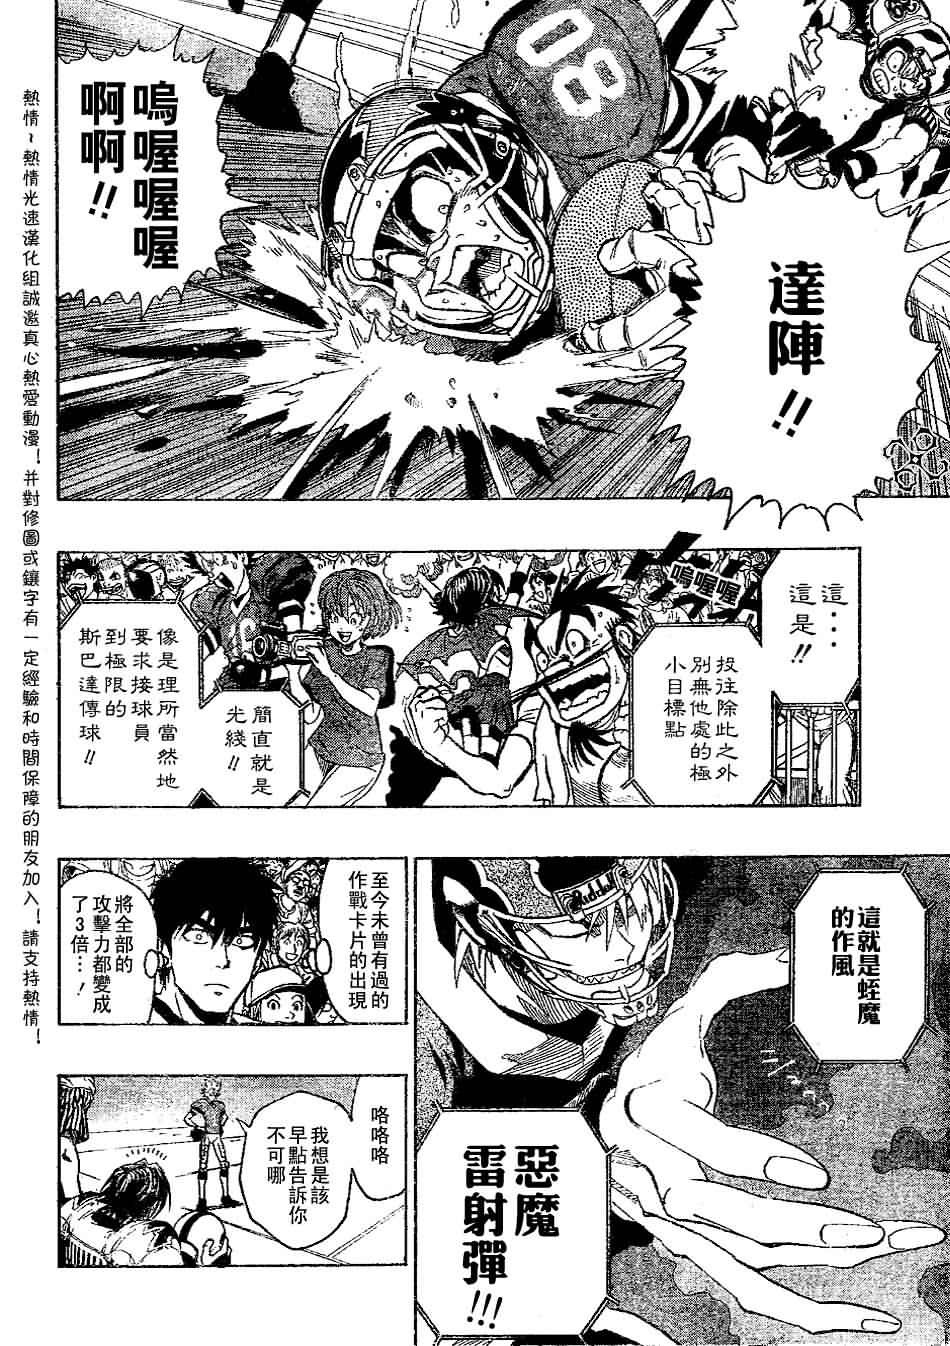 達陣!!
嗚喔喔喔
啊啊!!
08
這…
這是!!
嗚喔喔
投注除此之外
別無他處的極
小目標點
簡直就是
光綫!!
像是理所當然地
要求接球員
到極限的
斯巴達傳球!!
Riddell
這就是蛭魔
的作風
惡魔
雷射彈!!!
至今未曾有過的
作戰卡片的出現
將全部的
攻擊力都變成
了3倍…!
咯咯咯
我想是該
早點告訴你
不可哪
熱情~熱情光速漢化組誠邀真心熱愛動漫!并對修圖或鑲字有一定經驗和時間保障的朋友加入!請支持熱情!